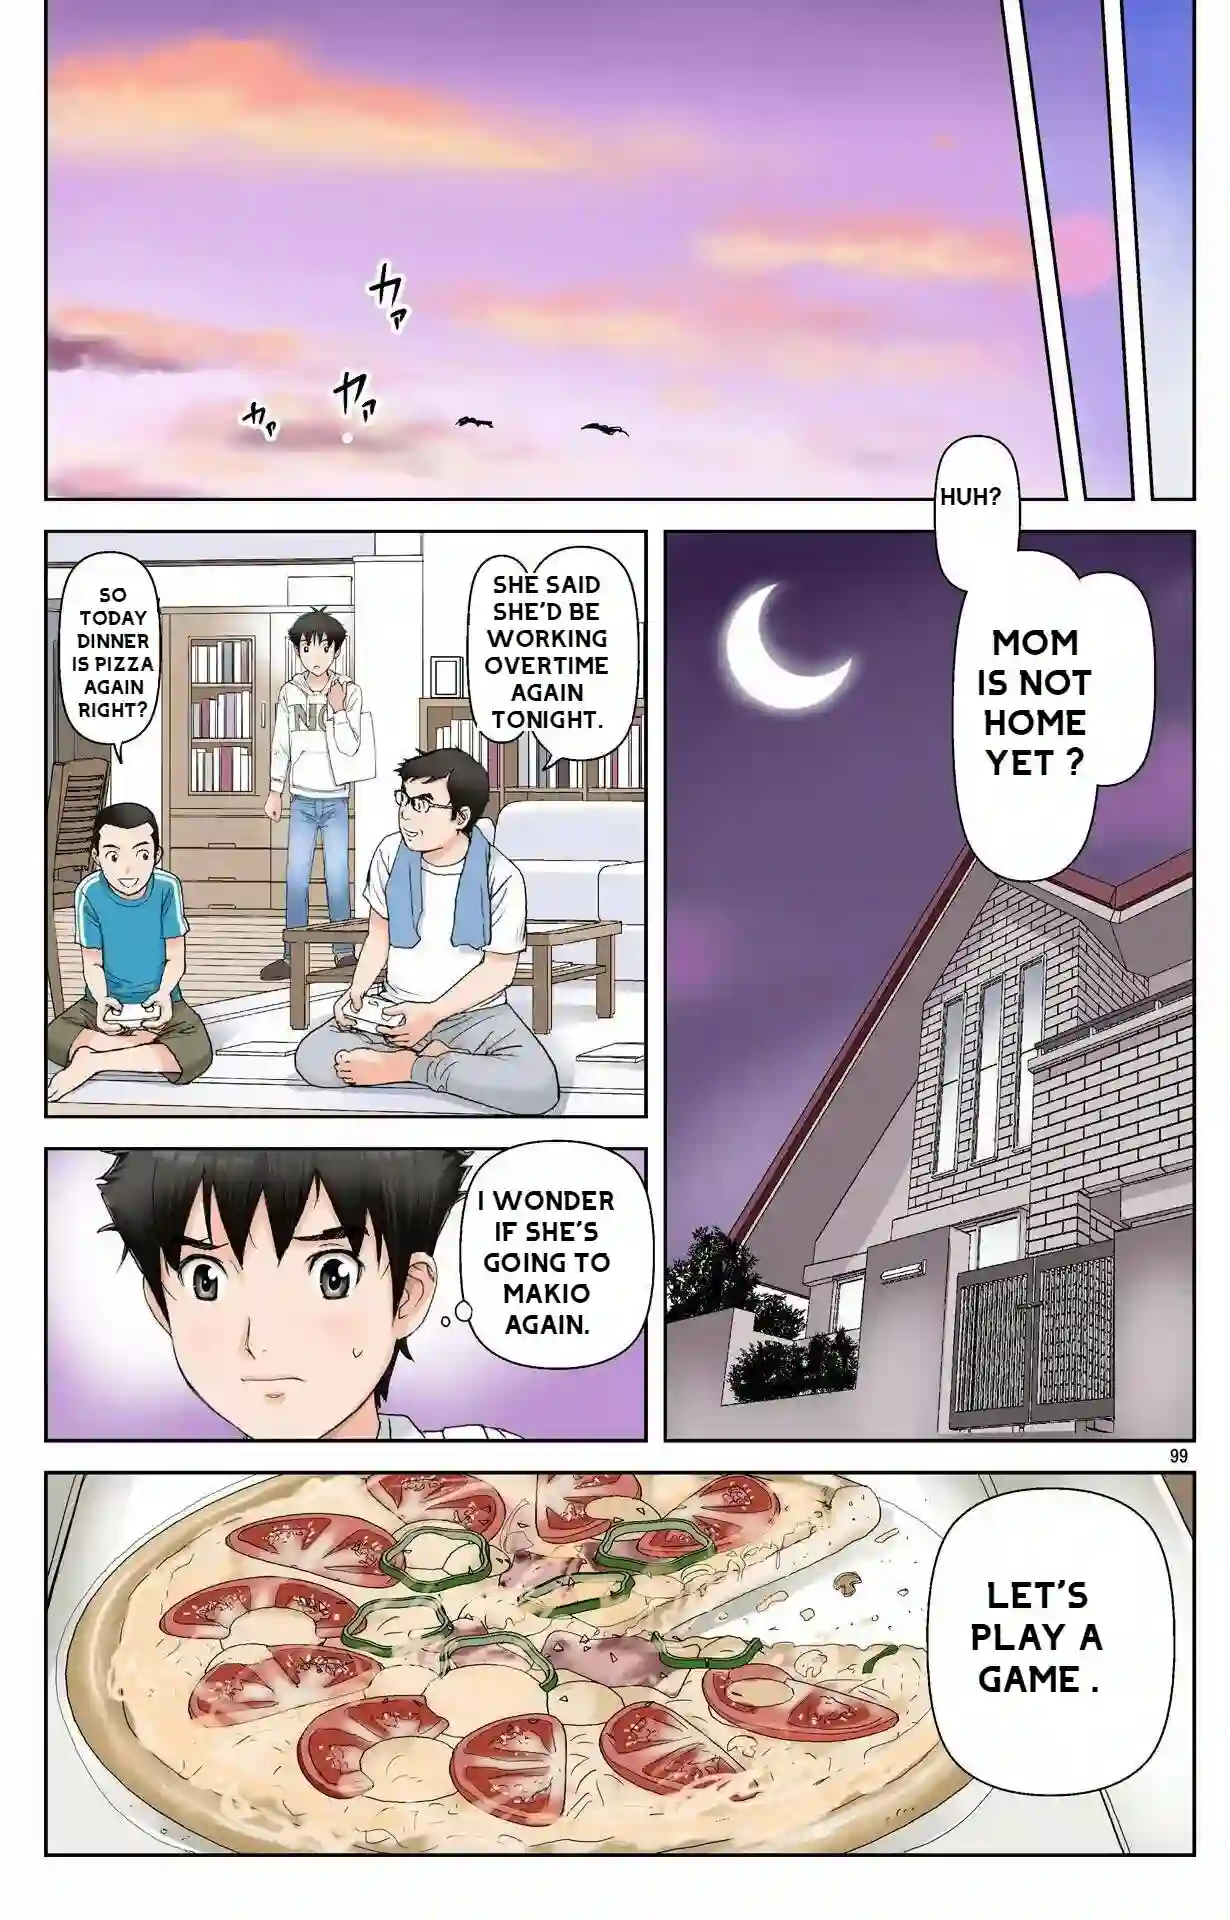 カァ
カァ
カァ
HUH?
MOM
IS NOT
HOME
YET ?
SHE SAID
SHE'D BE
WORKING
OVERTIME
AGAIN
TONIGHT.
SO
TODAY
DINNER
IS PIZZA
AGAIN
RIGHT?
I WONDER
IF SHE'S
GOING TO
MAKIO
AGAIN.
99
LET'S
PLAY A
GAME .